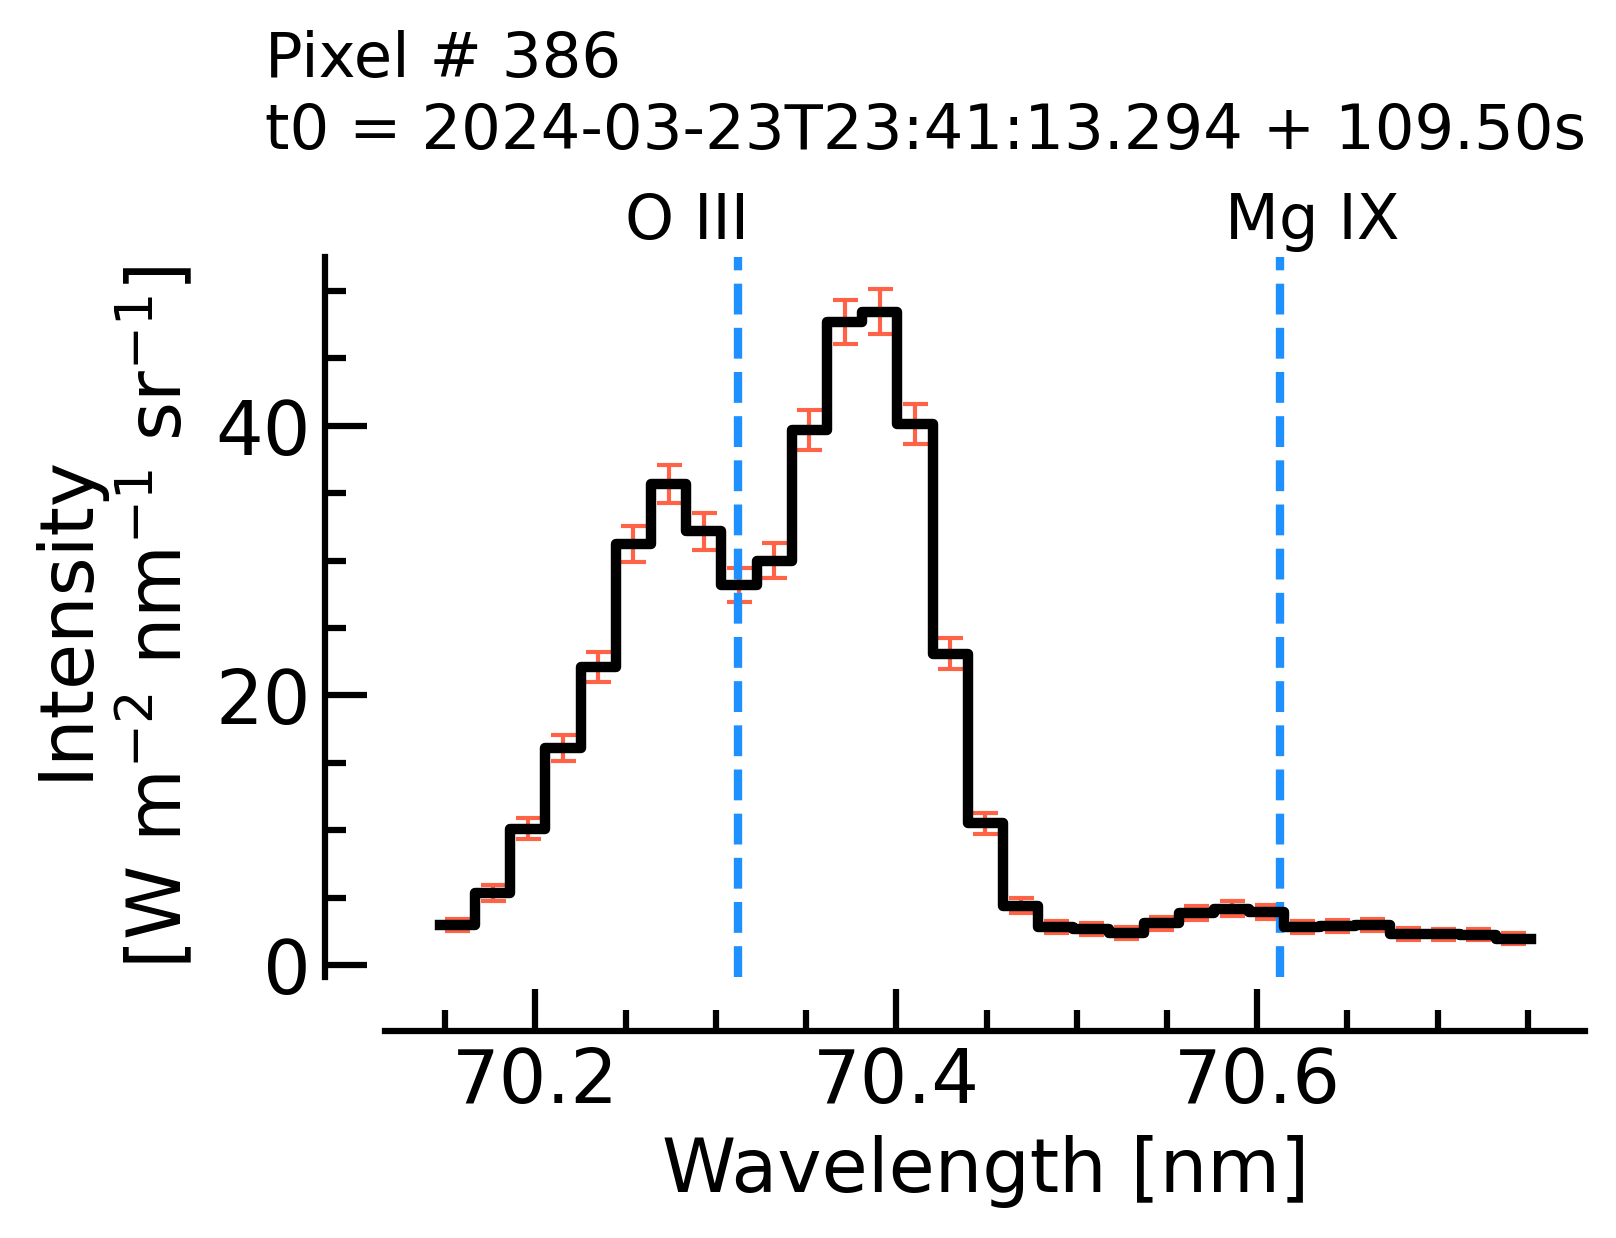 Pixel # 386
t0 = 2024-03-23T23:41:13.294 + 109.50s
O III
Mg IX
Intensity
[W m⁻² nm⁻¹ sr⁻¹]
40
20
0
70.2
70.4
70.6
Wavelength [nm]